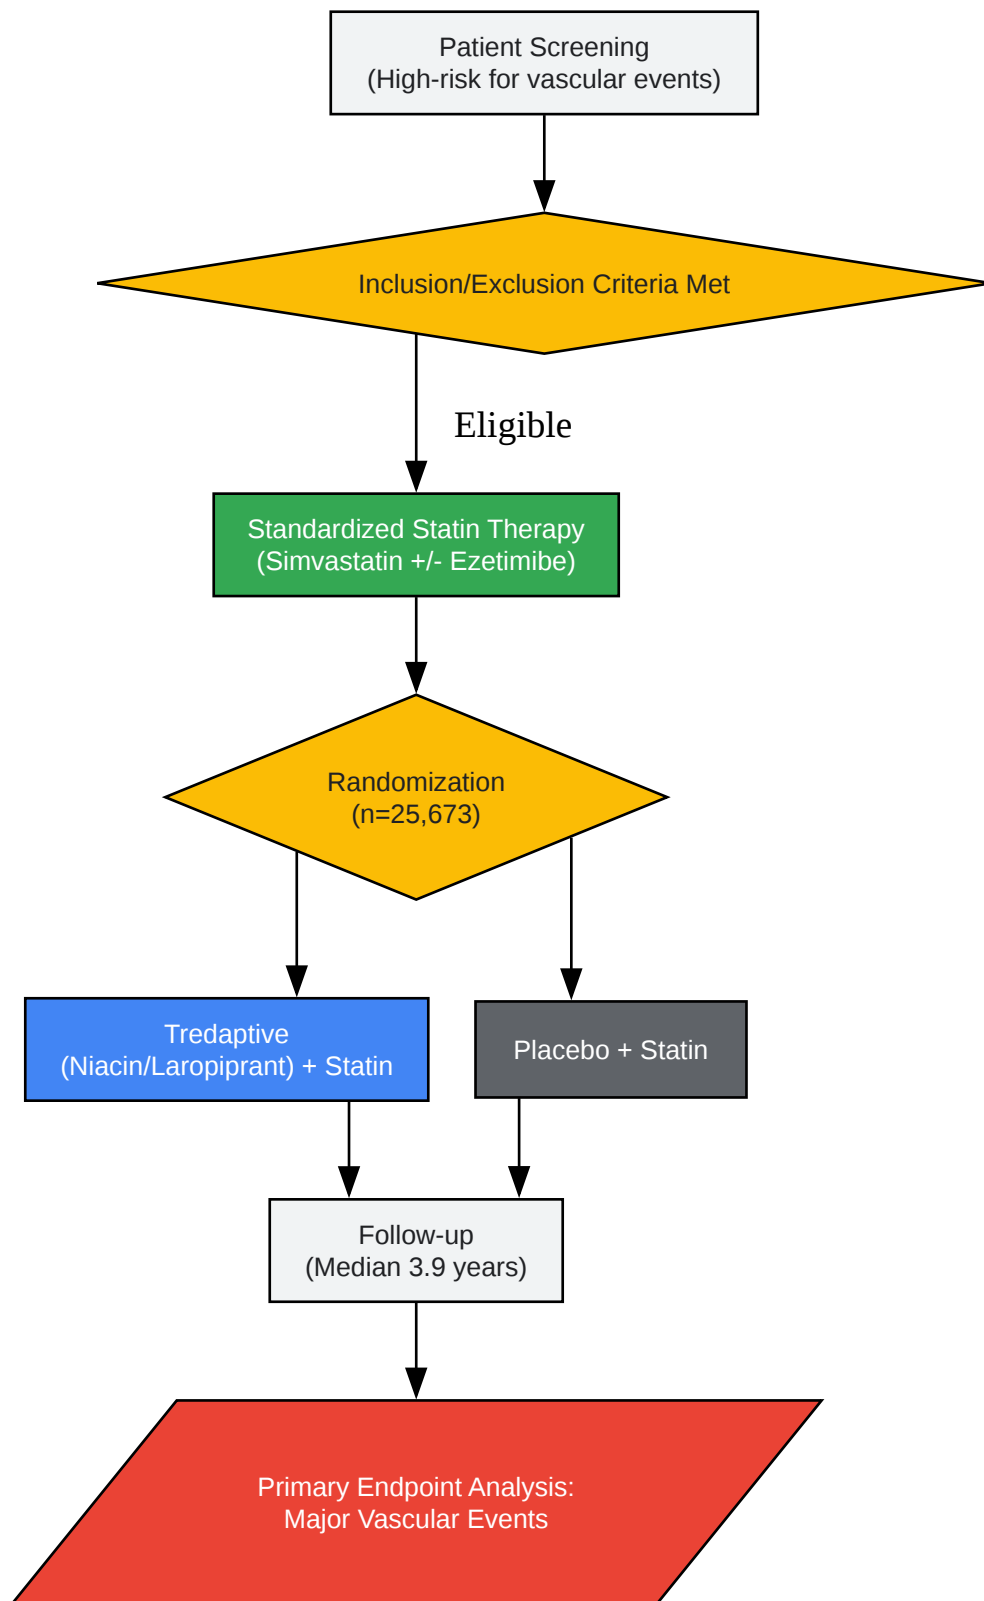 Patient Screening
(High-risk for vascular events)
Inclusion/Exclusion Criteria Met
Eligible
Standardized Statin Therapy
(Simvastatin +/- Ezetimibe)
Randomization
(n=25,673)
Tredaptive
(Niacin/Laropiprant) + Statin
Placebo + Statin
Follow-up
(Median 3.9 years)
Primary Endpoint Analysis:
Major Vascular Events